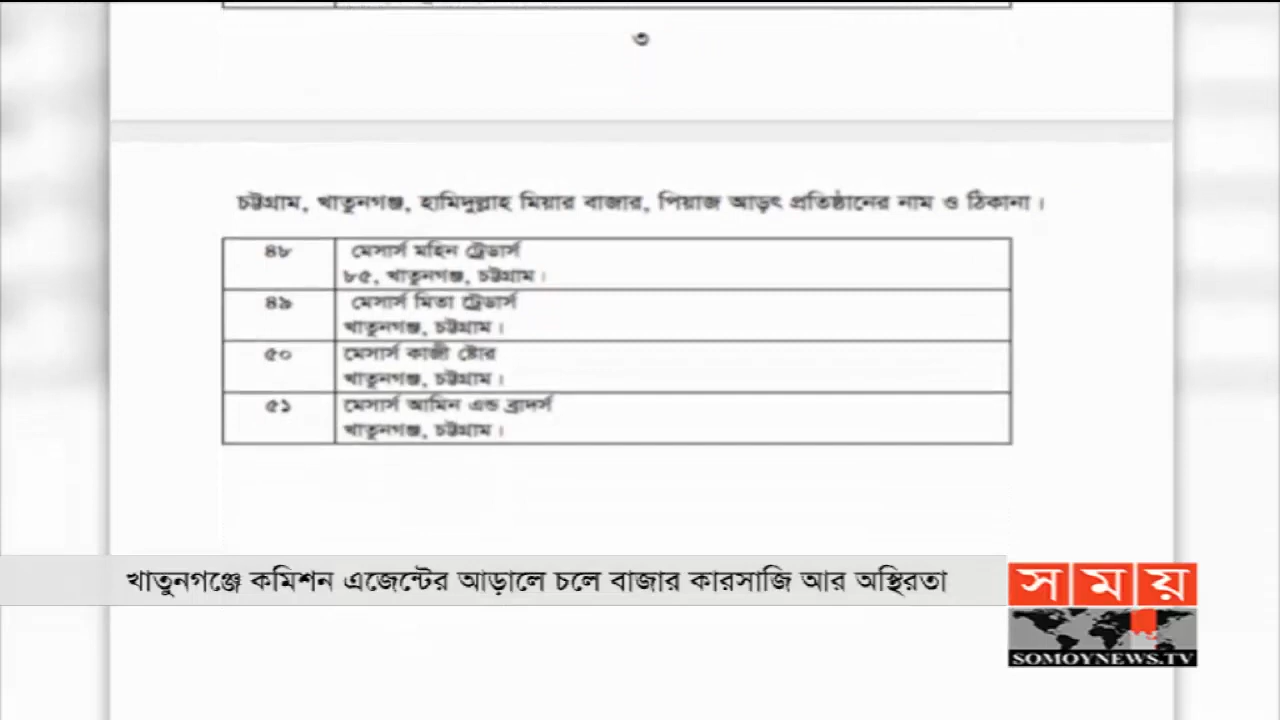 ৩
চট্টগ্রাম, খাতুনগঞ্জ, হামিদুল্লাহ মিয়ার বাজার, পিয়াজ আড়ৎ প্রতিষ্ঠানের নাম ও ঠিকানা।
৪৮ মেসার্স মহিন ট্রেডার্স
৮৫, খাতুনগঞ্জ, চট্টগ্রাম।
৪৯ মেসার্স মিতা ট্রেডার্স
খাতুনগঞ্জ, চট্টগ্রাম।
৫০ মেসার্স কাজী ষ্টোর
খাতুনগঞ্জ, চট্টগ্রাম।
৫১ মেসার্স আমিন এন্ড ব্রাদর্স
খাতুনগঞ্জ, চট্টগ্রাম।
খাতুনগঞ্জে কমিশন এজেন্টের আড়ালে চলে বাজার কারসাজি আর অস্থিরতা
সময়
SOMOYNEWS.TV